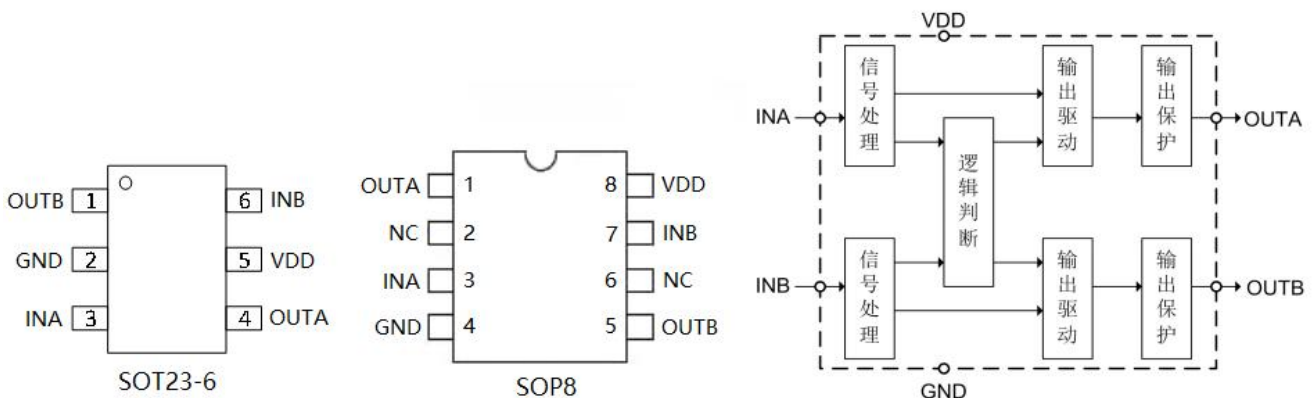 OUTB 1 6 INB
GND 2 5 VDD
INA 3 4 OUTA
SOT23-6
OUTA 1 8 VDD
NC 2 7 INB
INA 3 6 NC
GND 4 5 OUTB
SOP8
VDD
INA
信号处理
输出驱动
输出保护
OUTA
逻辑判断
INB
信号处理
输出驱动
输出保护
OUTB
GND